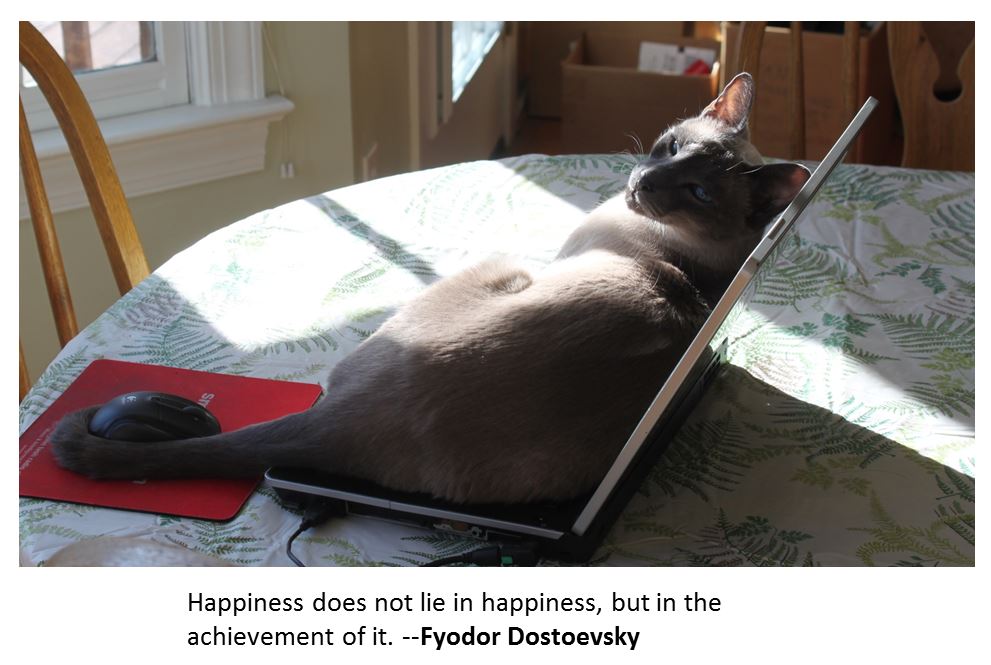 Happiness does not lie in happiness, but in the
achievement of it. --Fyodor Dostoevsky